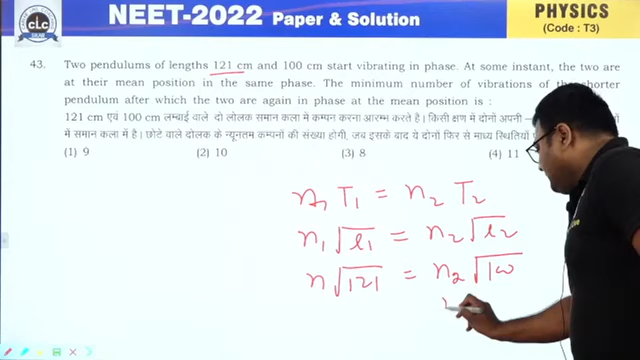 CLC
SIKAR
NEET-2022 Paper & Solution
PHYSICS
(Code : T3)
43. Two pendulums of lengths 121 cm and 100 cm start vibrating in phase. At some instant, the two are
at their mean position in the same phase. The minimum number of vibrations of the shorter
pendulum after which the two are again in phase at the mean position is :
121 cm एवं 100 cm लम्बाई वाले दो लोलक समान कला में कम्पन करना आरम्भ करते है। किसी क्षण में दोनों अपनी
में समान कला में है। छोटे वाले दोलक के न्यूनतम कम्पनों की संख्या होगी, जब इसके बाद ये दोनों फिर से माध्य स्थितियों
(1) 9 (2) 10 (3) 8 (4) 11
n₁ T₁ = n₂ T₂
n₁ √l₁ = n₂ √l₂
n √121 = n₂ √100